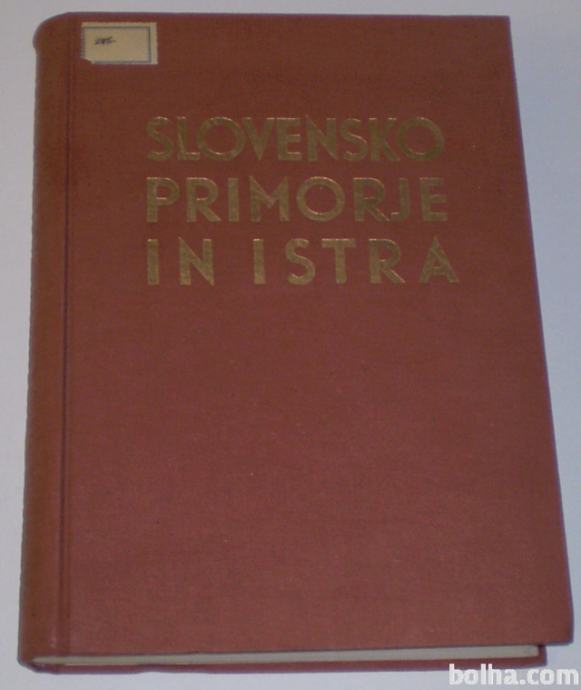 SLOVENSKO
PRIMORJE
IN ISTRA
bolha.com